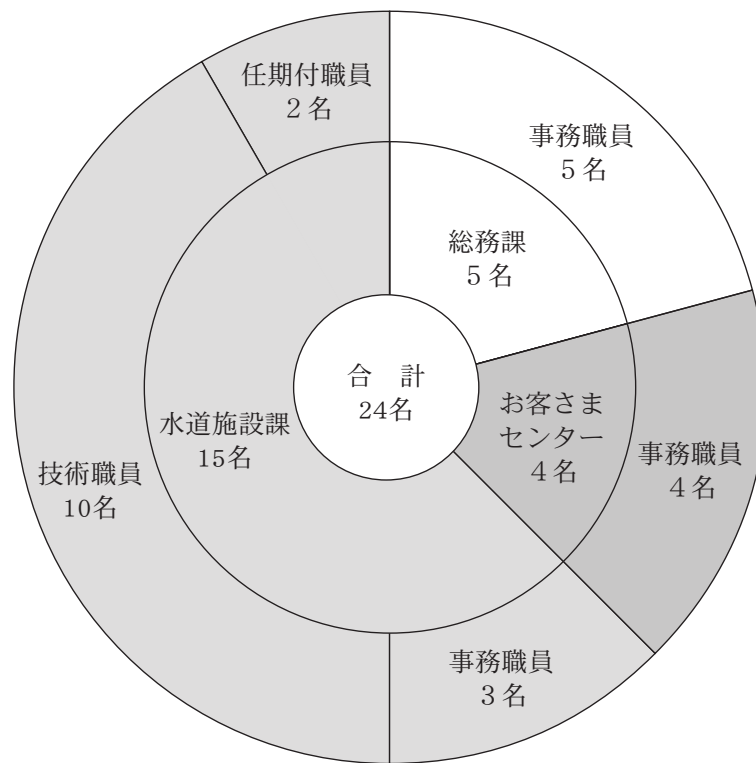 任期付職員
2名
事務職員
5名
総務課
5名
合　計
24名
お客さま
センター
4名
事務職員
4名
水道施設課
15名
技術職員
10名
事務職員
3名